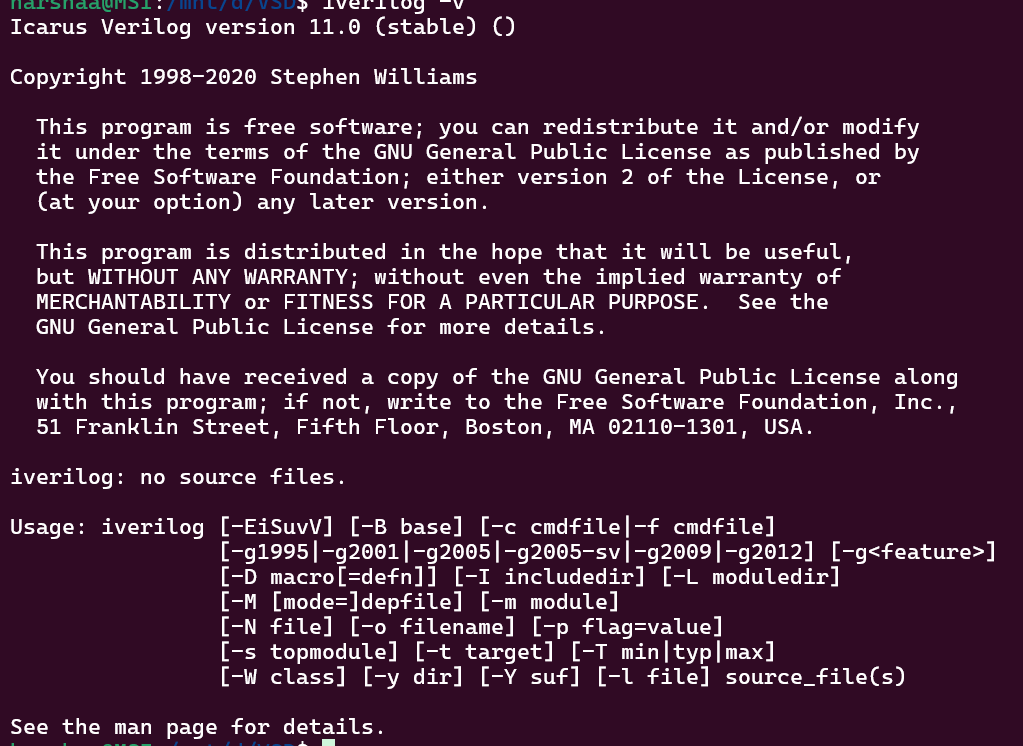 harshaa@MSI:/mnt/d/VSD$ iverilog -v
Icarus Verilog version 11.0 (stable) ()

Copyright 1998-2020 Stephen Williams

  This program is free software; you can redistribute it and/or modify
  it under the terms of the GNU General Public License as published by
  the Free Software Foundation; either version 2 of the License, or
  (at your option) any later version.

  This program is distributed in the hope that it will be useful,
  but WITHOUT ANY WARRANTY; without even the implied warranty of
  MERCHANTABILITY or FITNESS FOR A PARTICULAR PURPOSE.  See the
  GNU General Public License for more details.

  You should have received a copy of the GNU General Public License along
  with this program; if not, write to the Free Software Foundation, Inc.,
  51 Franklin Street, Fifth Floor, Boston, MA 02110-1301, USA.

iverilog: no source files.

Usage: iverilog [-EiSuvV] [-B base] [-c cmdfile|-f cmdfile]
                [-g1995|-g2001|-g2005|-g2005-sv|-g2009|-g2012] [-g<feature>]
                [-D macro[=defn]] [-I includedir] [-L moduledir]
                [-M [mode=]depfile] [-m module]
                [-N file] [-o filename] [-p flag=value]
                [-s topmodule] [-t target] [-T min|typ|max]
                [-W class] [-y dir] [-Y suf] [-l file] source_file(s)

See the man page for details.